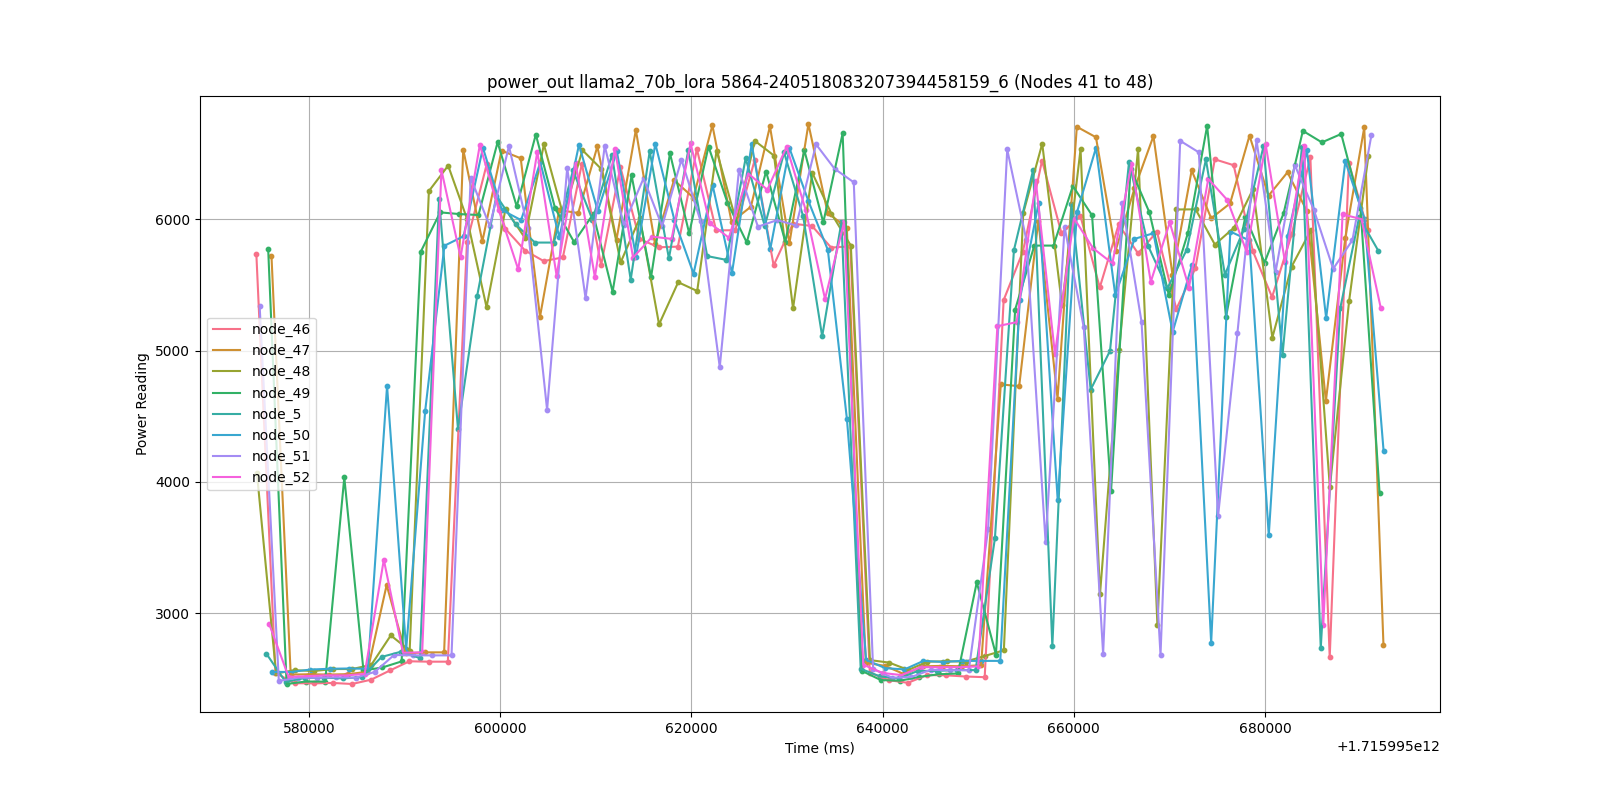 power_out llama2_70b_lora 5864-240518083207394458159_6 (Nodes 41 to 48)
Power Reading
6000
5000
4000
3000
node_46
node_47
node_48
node_49
node_5
node_50
node_51
node_52
580000 600000 620000 640000 660000 680000
Time (ms)
+1.715995e12